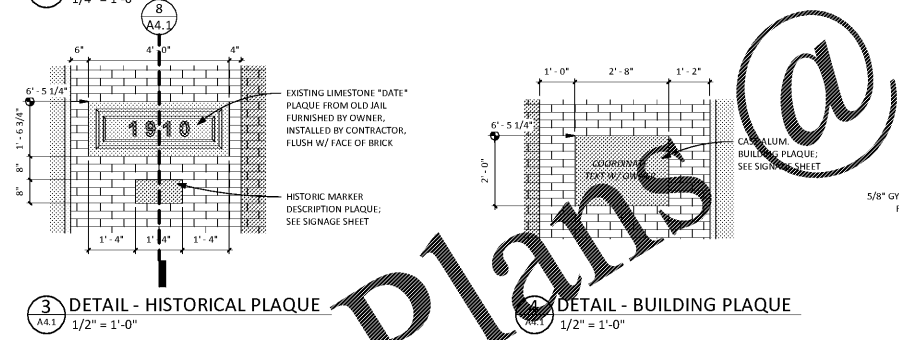 1/4" = 1'-0"
8
A4.1
6"
4' - 0"
4"
6' - 5 1/4"
1' - 6 3/4"
8"
8"
1910
EXISTING LIMESTONE "DATE"
PLAQUE FROM OLD JAIL
FURNISHED BY OWNER,
INSTALLED BY CONTRACTOR,
FLUSH W/ FACE OF BRICK
HISTORIC MARKER
DESCRIPTION PLAQUE;
SEE SIGNAGE SHEET
1' - 4"
1' - 4"
1' - 4"
3
A4.1
DETAIL - HISTORICAL PLAQUE
1/2" = 1'-0"
1' - 0"
2' - 8"
1' - 2"
6' - 5 1/4"
2' - 0"
COORDINATE
TEXT W/ OWNER
CAST ALUM.
BUILDING PLAQUE;
SEE SIGNAGE SHEET
4
A4.1
DETAIL - BUILDING PLAQUE
1/2" = 1'-0"
5/8" GY
Plans @